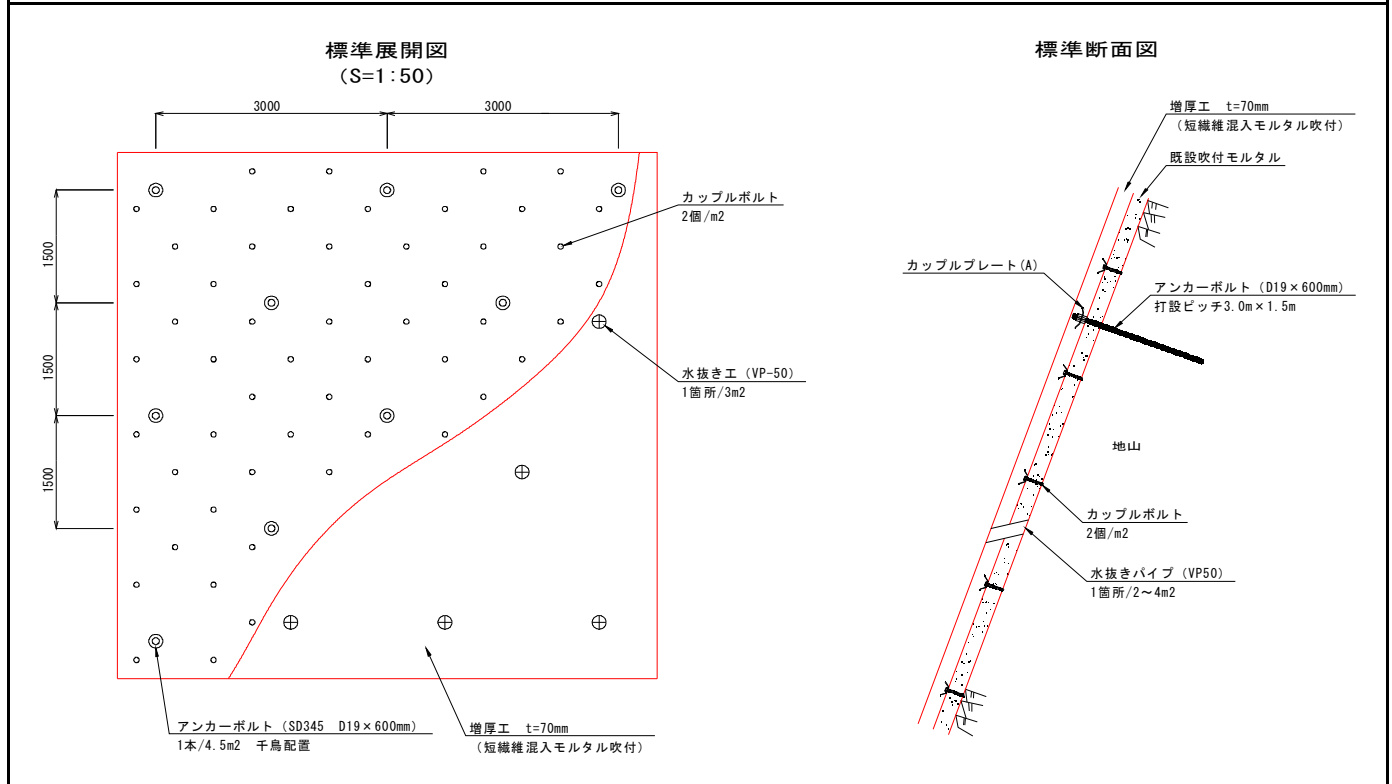 標準展開図
(S=1:50)
3000
3000
1500
1500
1500
カップルボルト
2個/m2
水抜き工 (VP-50)
1箇所/3m2
アンカーボルト (SD345 D19×600mm)
1本/4.5m2 千鳥配置
増厚工 t=70mm
(短繊維混入モルタル吹付)
標準断面図
増厚工 t=70mm
(短繊維混入モルタル吹付)
既設吹付モルタル
カップルプレート(A)
アンカーボルト (D19×600mm)
打設ピッチ3.0m×1.5m
地山
カップルボルト
2個/m2
水抜きパイプ (VP50)
1箇所/2～4m2